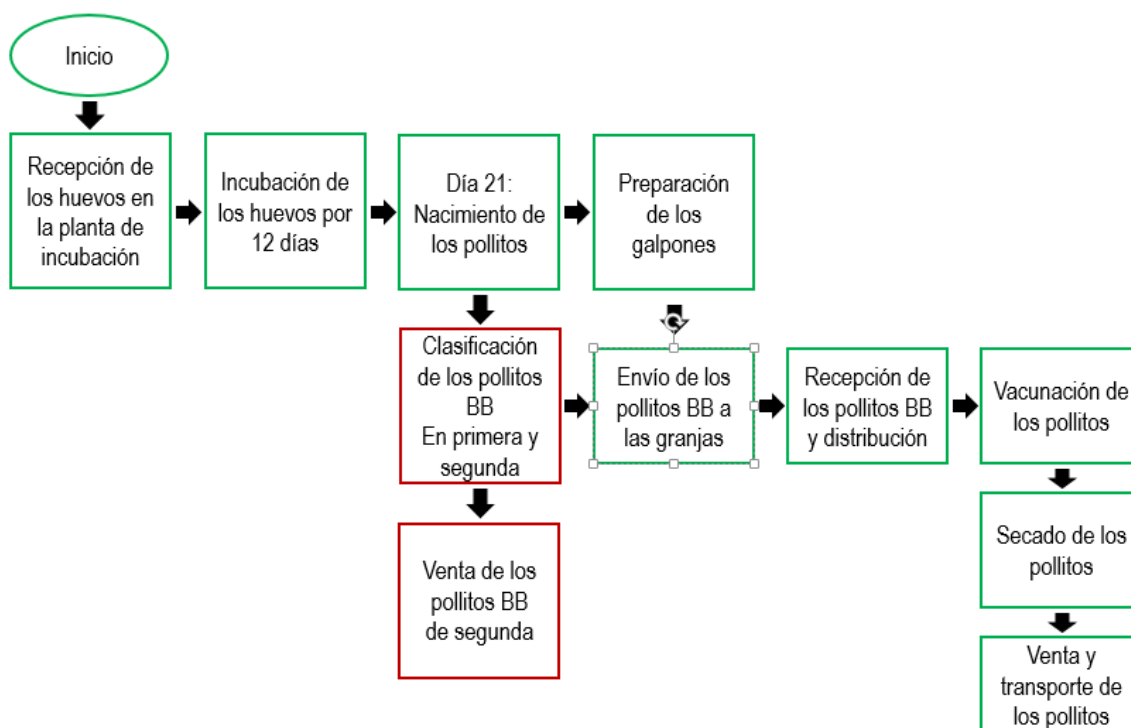 Inicio
Recepción de
los huevos en
la planta de
incubación
Incubación de
los huevos por
12 días
Día 21:
Nacimiento de
los pollitos
Preparación
de los
galpones
Clasificación
de los pollitos
BB
En primera y
segunda
Envío de los
pollitos BB a
las granjas
Recepción de
los pollitos BB
y distribución
Vacunación de
los pollitos
Venta de los
pollitos BB
de segunda
Secado de los
pollitos
Venta y
transporte de
los pollitos